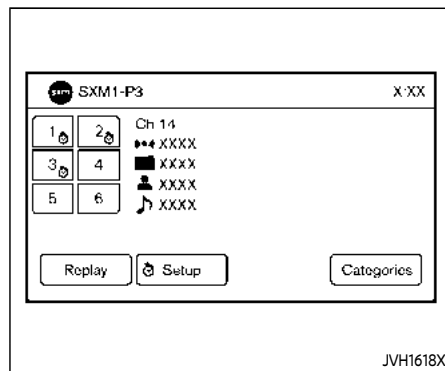 sxm SXM1-P3 X:XX
1 2 Ch 14
XXXX
3 4 XXXX
XXXX
5 6 XXXX
Replay Setup Categories
JVH1618X